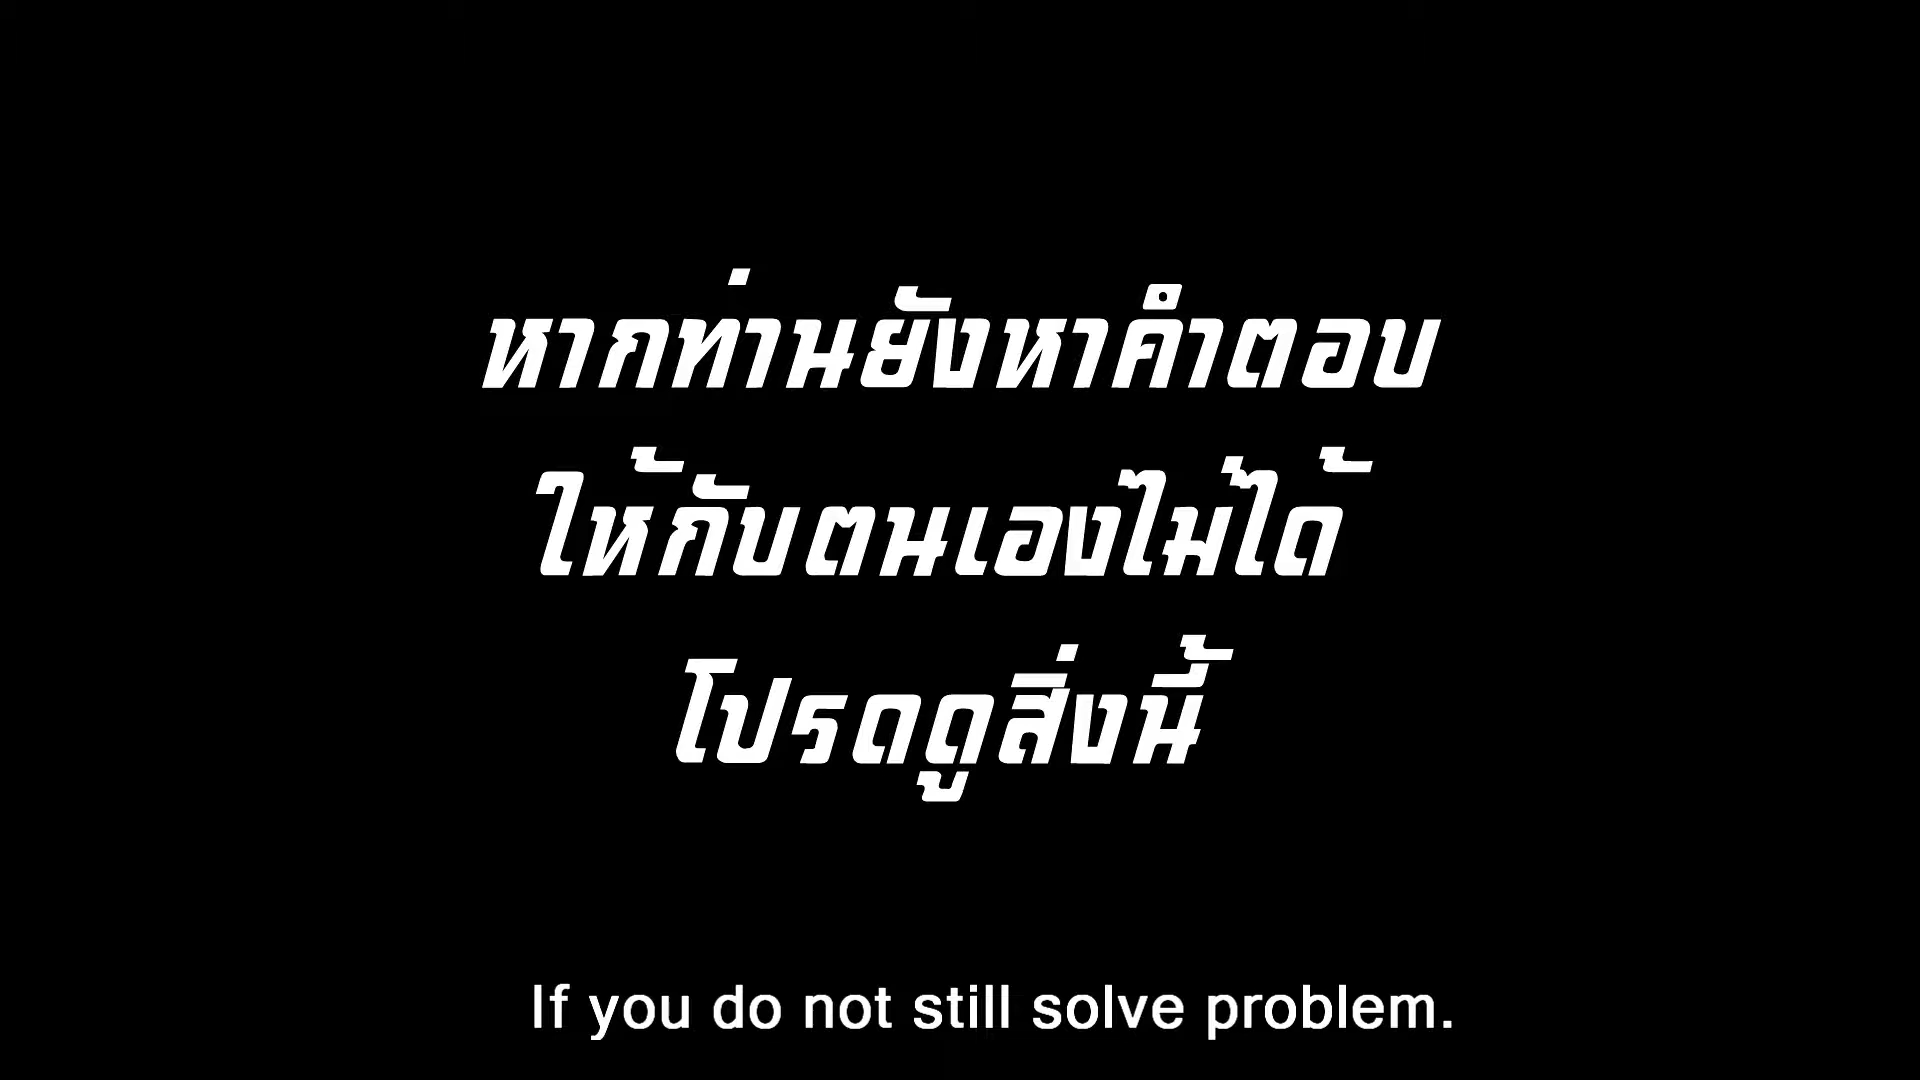 หากท่านยังหาคำตอบ
ให้กับตนเองไม่ได้
โปรดดูสิ่งนี้
If you do not still solve problem.